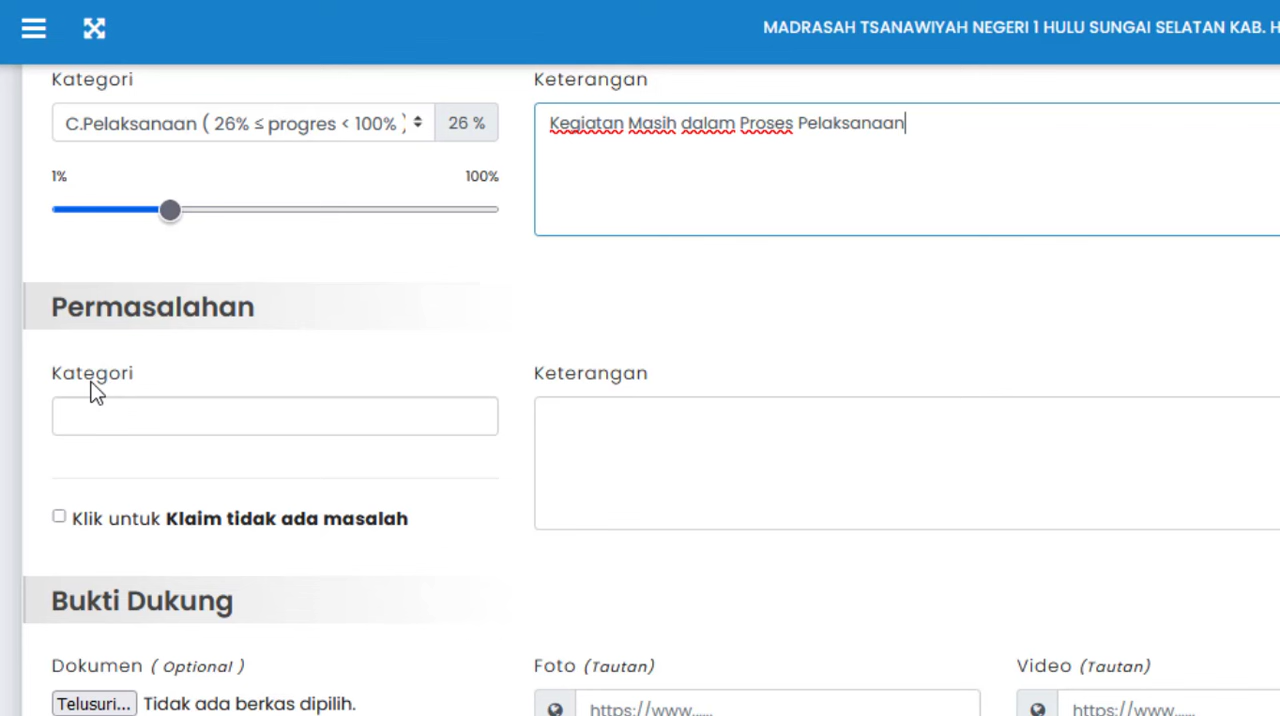 MADRASAH TSANAWIYAH NEGERI 1 HULU SUNGAI SELATAN KAB. H
Kategori
Keterangan
C.Pelaksanaan ( 26% ≤ progres < 100% )
26 %
Kegiatan Masih dalam Proses Pelaksanaan
1%
100%
Permasalahan
Kategori
Keterangan
Klik untuk Klaim tidak ada masalah
Bukti Dukung
Dokumen ( Optional )
Foto (Tautan)
Video (Tautan)
Telusuri... Tidak ada berkas dipilih.
https://www......
https://www......